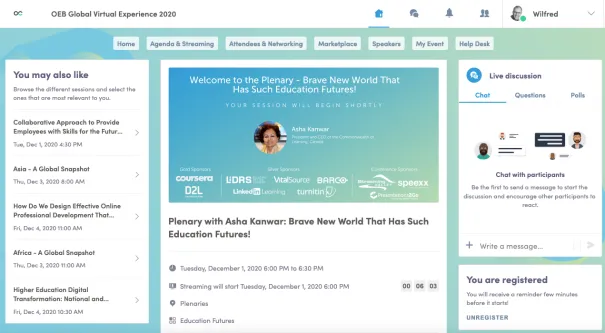 OEB Global Virtual Experience 2020
Wilfred
Home
Agenda & Streaming
Attendees & Networking
Marketplace
Speakers
My Event
Help Desk
You may also like
Browse the different sessions and select the
ones that are most relevant to you.
Collaborative Approach to Provide
Employees with Skills for the Futur...
Tue, Dec 1, 2020 4:30 PM
Asia - A Global Snapshot
Thu, Dec 3, 2020 8:00 AM
How Do We Design Effective Online
Professional Development That...
Fri, Dec 4, 2020 11:00 AM
Africa - A Global Snapshot
Thu, Dec 3, 2020 11:00 AM
Higher Education Digital
Transformation: National and...
Fri, Dec 4, 2020 10:30 AM
Welcome to the Plenary - Brave New World That
Has Such Education Futures!
YOUR SESSION WILL BEGIN SHORTLY
Asha Kanwar
Gold Sponsors
coursera
D2L
Silver Sponsors
VitalSource
BARCO
LinkedIn Learning
turnitin
speexx
Plenary with Asha Kanwar: Brave New World That Has Such
Education Futures!
Tuesday, December 1, 2020 6:00 PM to 6:30 PM
Streaming will start Tuesday, December 1, 2020 6:00 PM
00 06 03
Plenaries
Education Futures
Live discussion
Chat
Questions
Polls
Chat with participants
Be the first to send a message to start the
discussion and encourage other participants to
react.
Write a message...
You are registered
You will receive a reminder few minutes
before it starts!
UNREGISTER